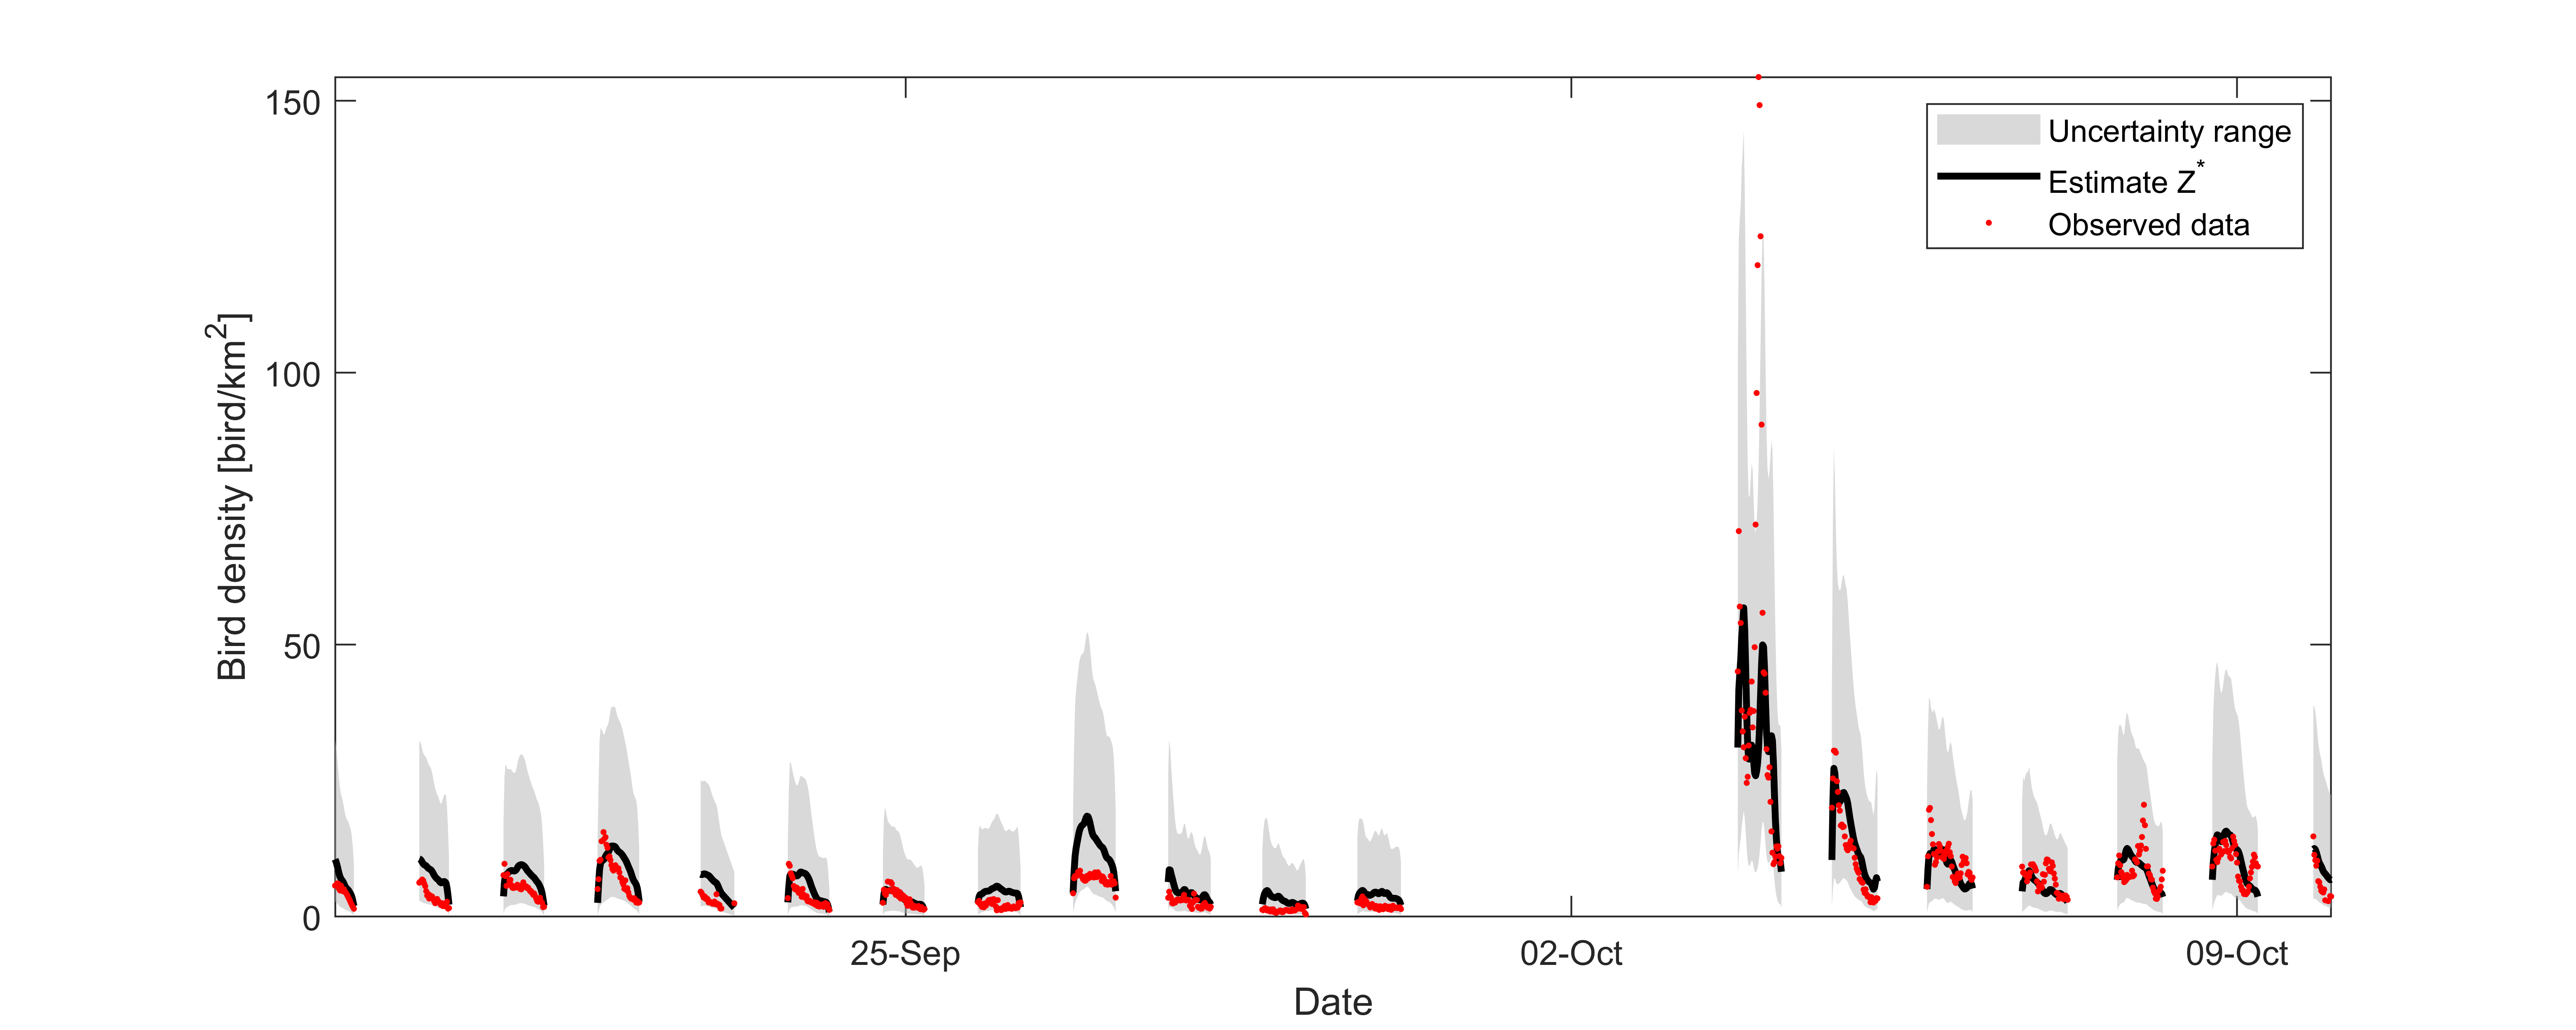 150
100
50
0
Bird density [bird/km²]
Uncertainty range
Estimate Z*
Observed data
25-Sep
02-Oct
09-Oct
Date